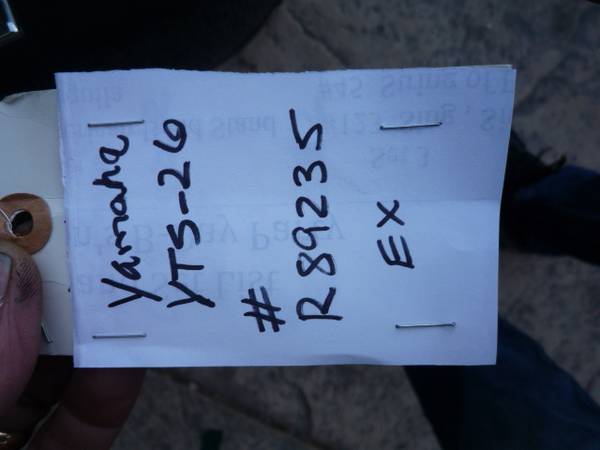 Yamaha
YTS-26
#
R89235
Ex